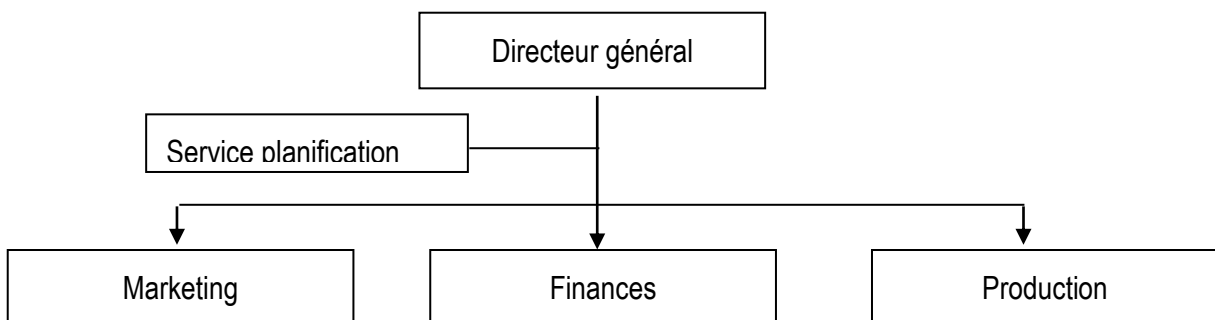 Directeur général
Service planification
Marketing
Finances
Production